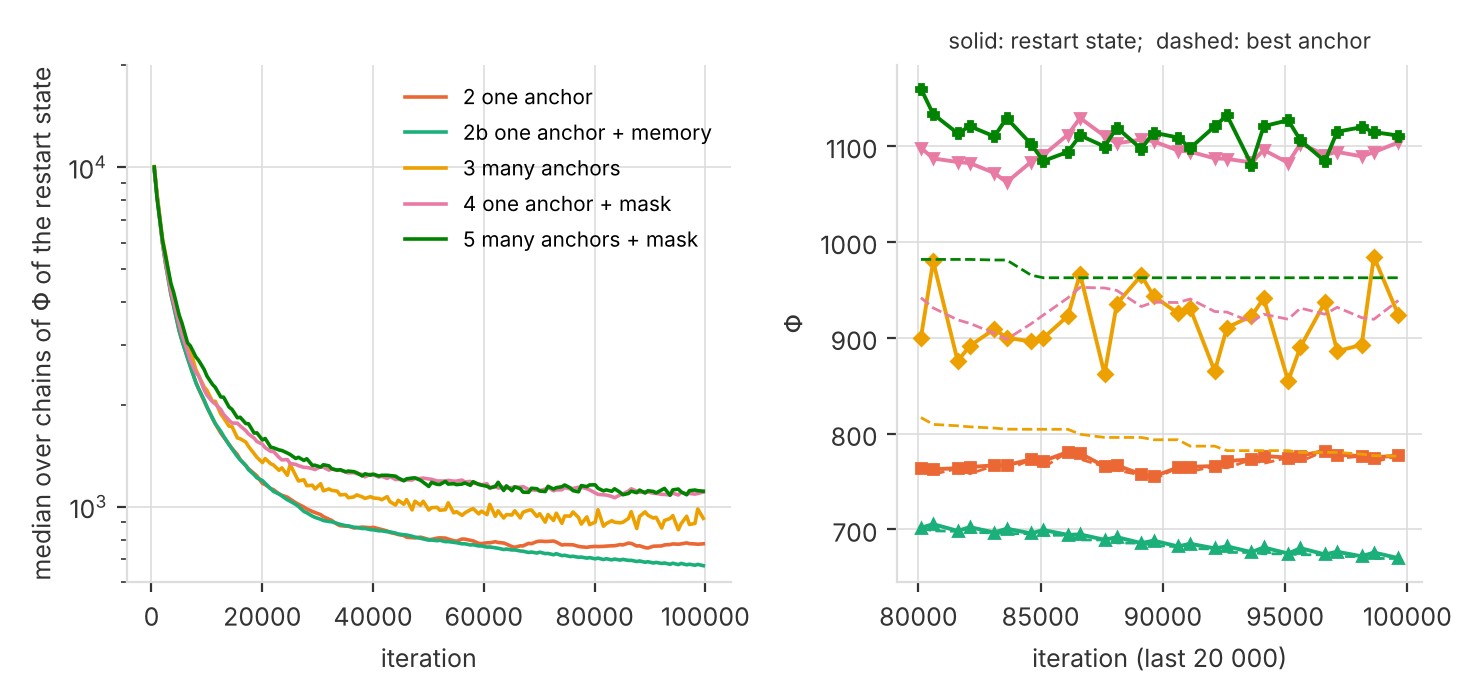 solid: restart state; dashed: best anchor
median over chains of Φ of the restart state
10⁴
10³
2 one anchor
2b one anchor + memory
3 many anchors
4 one anchor + mask
5 many anchors + mask
0 20000 40000 60000 80000 100000
iteration
Φ
1100
1000
900
800
700
80000 85000 90000 95000 100000
iteration (last 20 000)